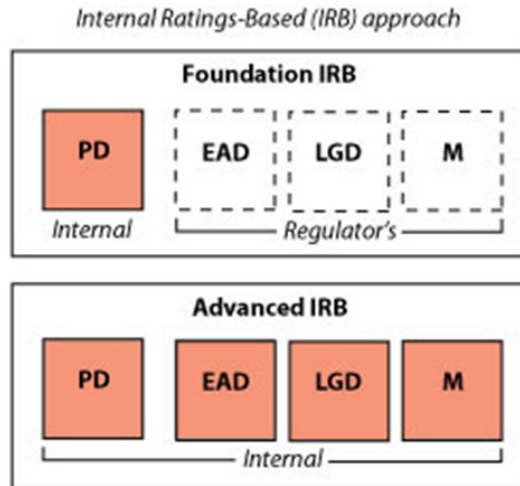 Internal Ratings-Based (IRB) approach
Foundation IRB
PD EAD LGD M
Internal Regulator's
Advanced IRB
PD EAD LGD M
Internal